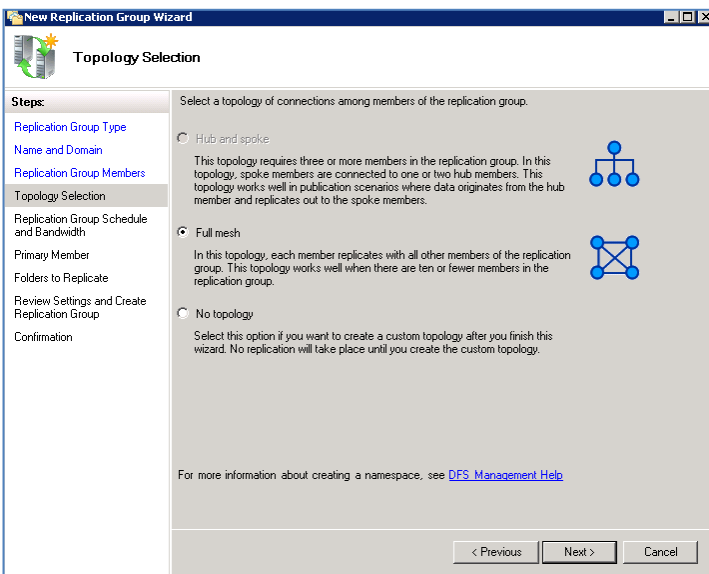 New Replication Group Wizard
Topology Selection
Steps:
Replication Group Type
Name and Domain
Replication Group Members
Topology Selection
Replication Group Schedule
and Bandwidth
Primary Member
Folders to Replicate
Review Settings and Create
Replication Group
Confirmation
Select a topology of connections among members of the replication group.
Hub and spoke
This topology requires three or more members in the replication group. In this
topology, spoke members are connected to one or two hub members. This
topology works well in publication scenarios where data originates from the hub
member and replicates out to the spoke members.
Full mesh
In this topology, each member replicates with all other members of the replication
group. This topology works well when there are ten or fewer members in the
replication group.
No topology
Select this option if you want to create a custom topology after you finish this
wizard. No replication will take place until you create the custom topology.
For more information about creating a namespace, see DFS Management Help
< Previous
Next >
Cancel